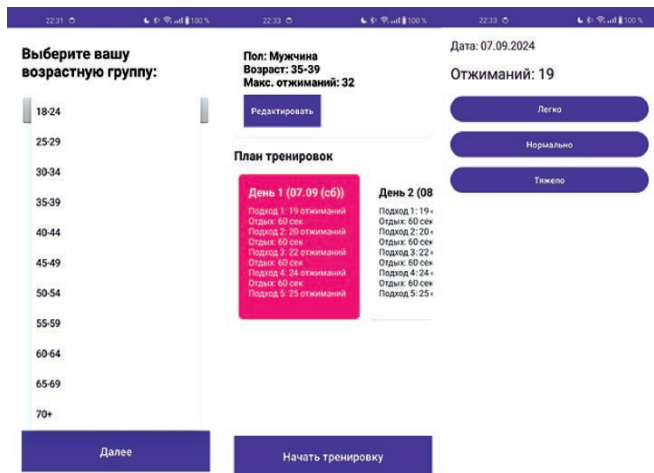 22:31
100 %
Выберите вашу
возрастную группу:
18-24
25-29
30-34
35-39
40-44
45-49
50-54
55-59
60-64
65-69
70+
Далее
22:33
100 %
Пол: Мужчина
Возраст: 35-39
Макс. отжиманий: 32
Редактировать
План тренировок
День 1 (07.09 (сб))
Подход 1: 19 отжиманий
Отдых: 60 сек
Подход 2: 20 отжиманий
Отдых: 60 сек
Подход 3: 22 отжиманий
Отдых: 60 сек
Подход 4: 24 отжиманий
Отдых: 60 сек
Подход 5: 25 отжиманий
День 2 (08
Подход 1: 19
Отдых: 60 сек
Подход 2: 20
Отдых: 60 сек
Подход 3: 22
Отдых: 60 сек
Подход 4: 24
Отдых: 60 сек
Подход 5: 25
Начать тренировку
22:33
100 %
Дата: 07.09.2024
Отжиманий: 19
Легко
Нормально
Тяжело